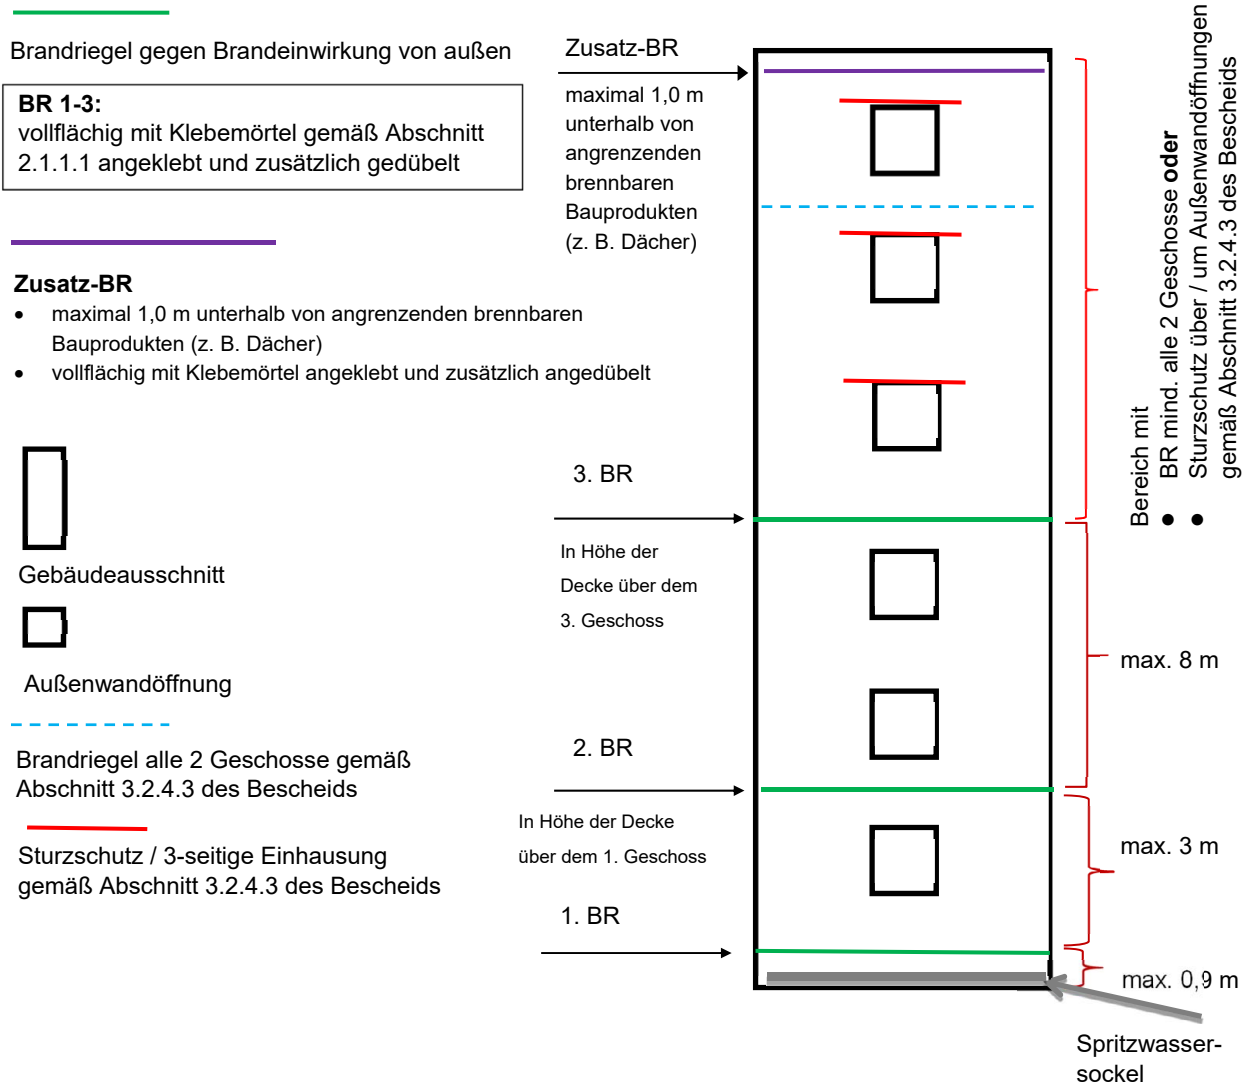 Brandriegel gegen Brandeinwirkung von außen
BR 1-3:
vollflächig mit Klebemörtel gemäß Abschnitt
2.1.1.1 angeklebt und zusätzlich gedübelt
Zusatz-BR
• maximal 1,0 m unterhalb von angrenzenden brennbaren
Bauprodukten (z. B. Dächer)
• vollflächig mit Klebemörtel angeklebt und zusätzlich angedübelt
Gebäudeausschnitt
Außenwandöffnung
Brandriegel alle 2 Geschosse gemäß
Abschnitt 3.2.4.3 des Bescheids
Sturzschutz / 3-seitige Einhausung
gemäß Abschnitt 3.2.4.3 des Bescheids
Zusatz-BR
maximal 1,0 m
unterhalb von
angrenzenden
brennbaren
Bauprodukten
(z. B. Dächer)
3. BR
In Höhe der
Decke über dem
3. Geschoss
2. BR
In Höhe der Decke
über dem 1. Geschoss
1. BR
Bereich mit
• BR mind. alle 2 Geschosse oder
• Sturzschutz über / um Außenwandöffnungen
gemäß Abschnitt 3.2.4.3 des Bescheids
max. 8 m
max. 3 m
max. 0,9 m
Spritzwasser-
sockel